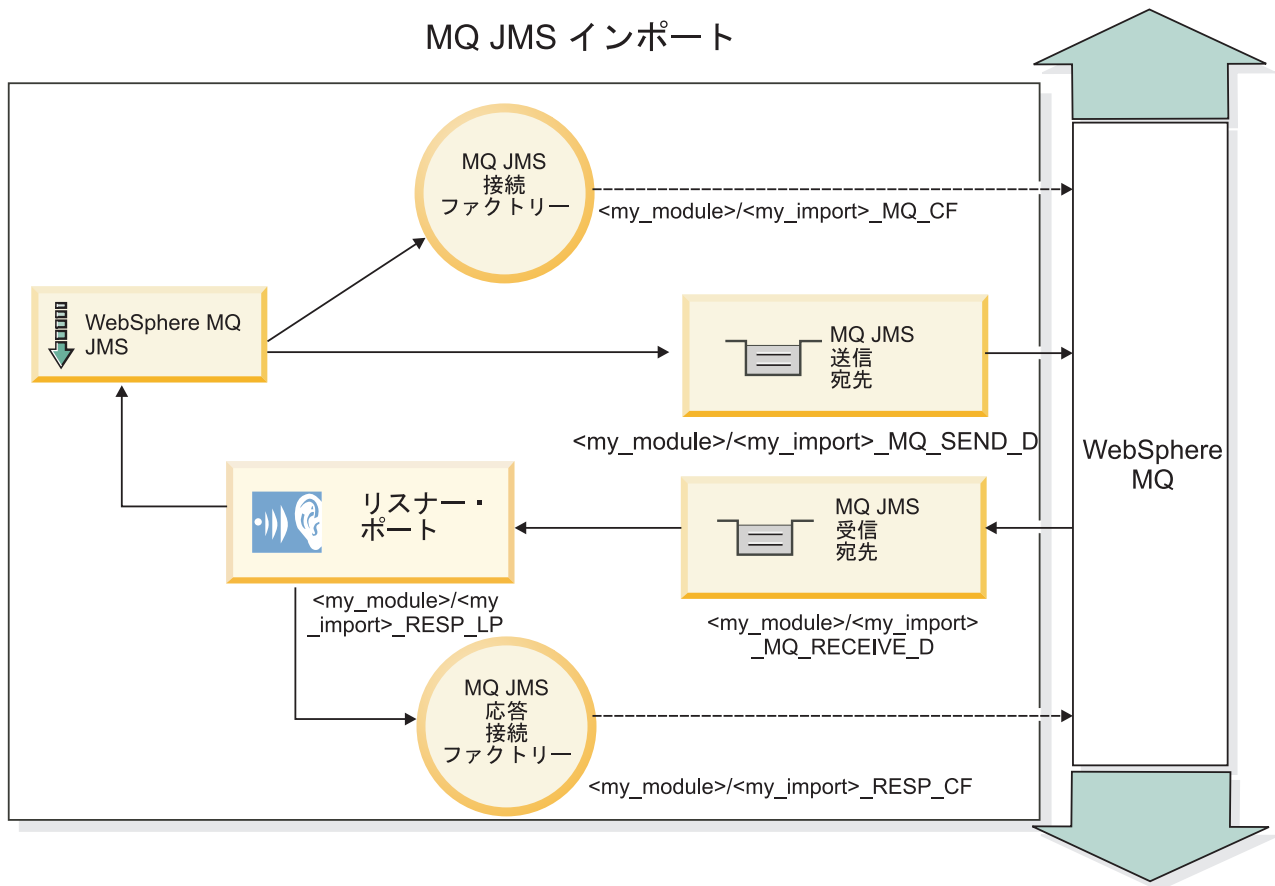 MQ JMS インポート
MQ JMS
接続
ファクトリー
<my_module>/<my_import>_MQ_CF
WebSphere MQ
JMS
MQ JMS
送信
宛先
<my_module>/<my_import>_MQ_SEND_D
WebSphere
MQ
リスナー・
ポート
MQ JMS
受信
宛先
<my_module>/<my
_import>_RESP_LP
<my_module>/<my_import>
_MQ_RECEIVE_D
MQ JMS
応答
接続
ファクトリー
<my_module>/<my_import>_RESP_CF